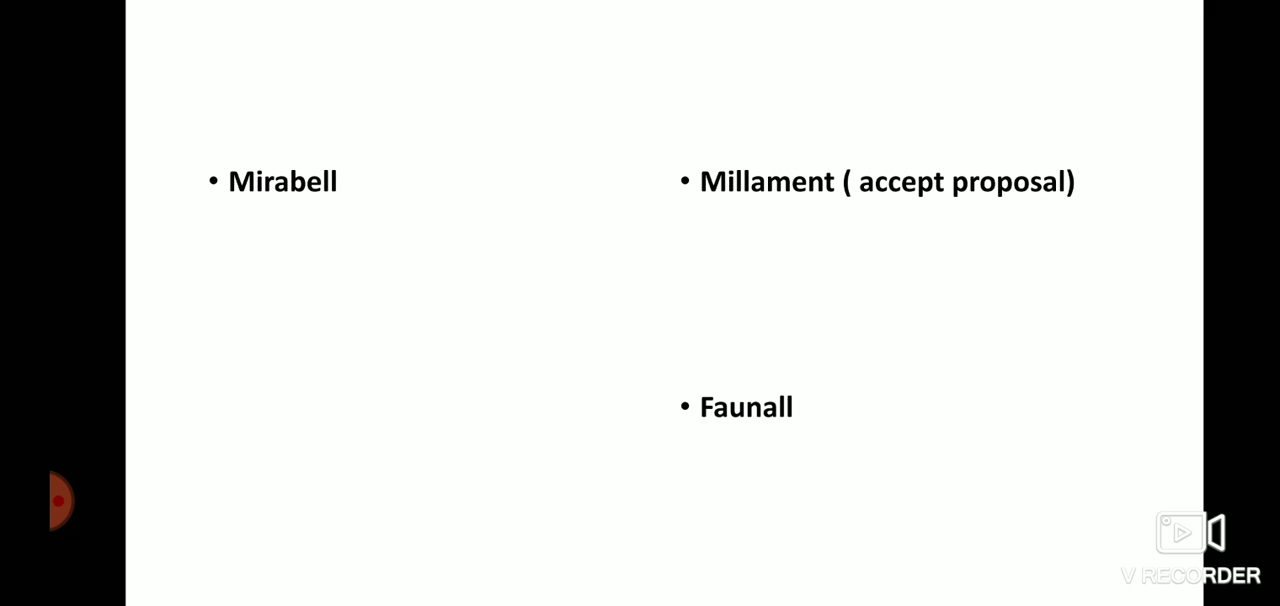 • Mirabell
• Millament ( accept proposal)
• Faunall
V RECORDER